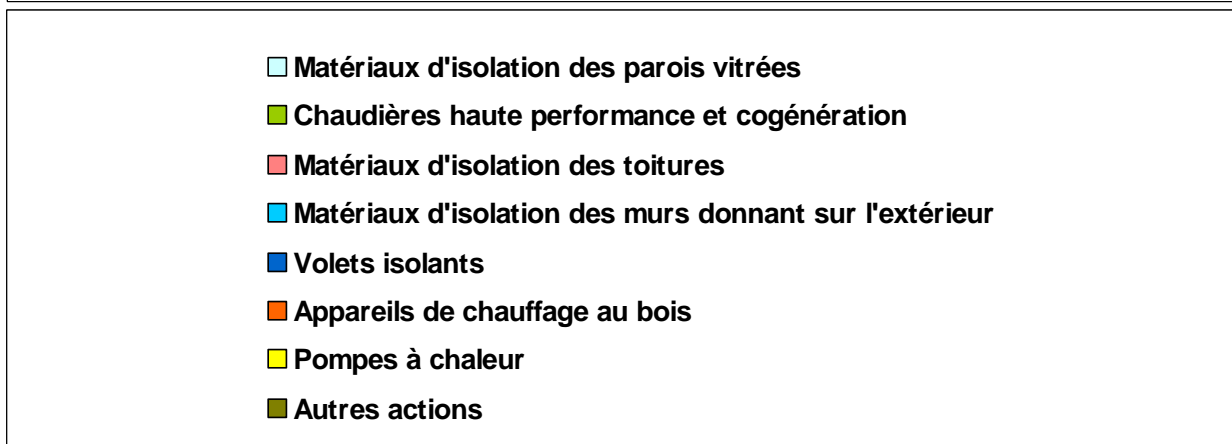 Matériaux d'isolation des parois vitrées
Chaudières haute performance et cogénération
Matériaux d'isolation des toitures
Matériaux d'isolation des murs donnant sur l'extérieur
Volets isolants
Appareils de chauffage au bois
Pompes à chaleur
Autres actions